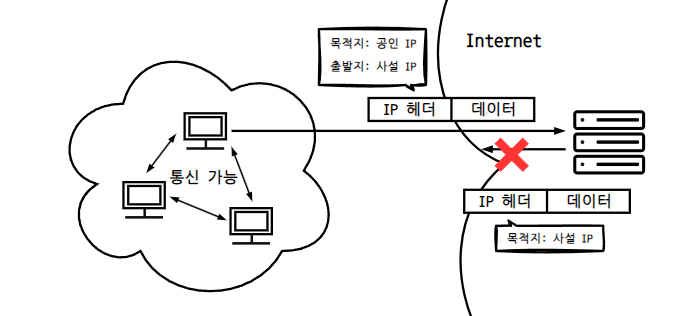 Internet
목적지: 공인 IP
출발지: 사설 IP
IP 헤더 데이터
통신 가능
IP 헤더 데이터
목적지: 사설 IP